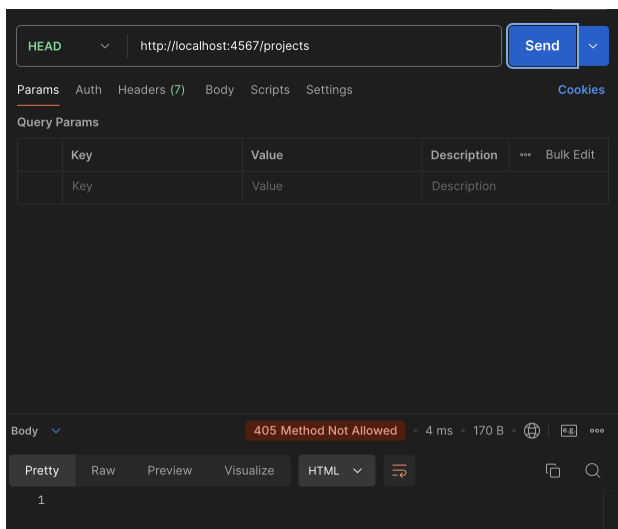 HEAD http://localhost:4567/projects Send
Params Auth Headers (7) Body Scripts Settings Cookies
Query Params
Key Value Description Bulk Edit
Key Value Description
Body 405 Method Not Allowed 4 ms 170 B e.g.
Pretty Raw Preview Visualize HTML
1